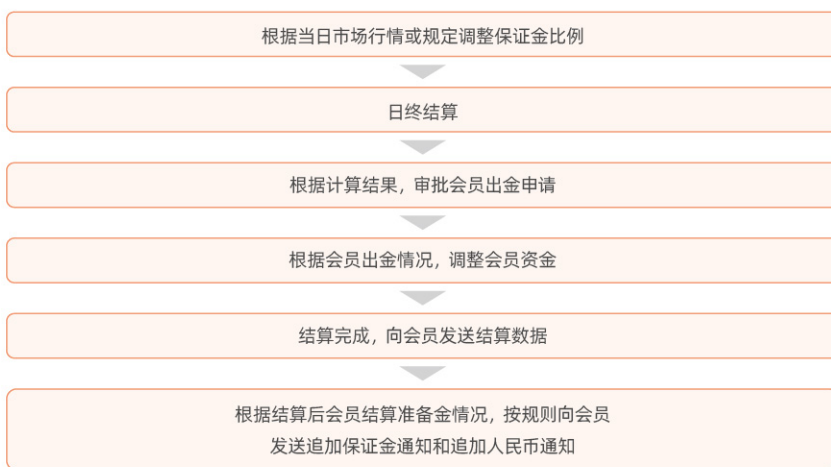 根据当日市场行情或规定调整保证金比例
日终结算
根据计算结果，审批会员出金申请
根据会员出金情况，调整会员资金
结算完成，向会员发送结算数据
根据结算后会员结算准备金情况，按规则向会员
发送追加保证金通知和追加人民币通知